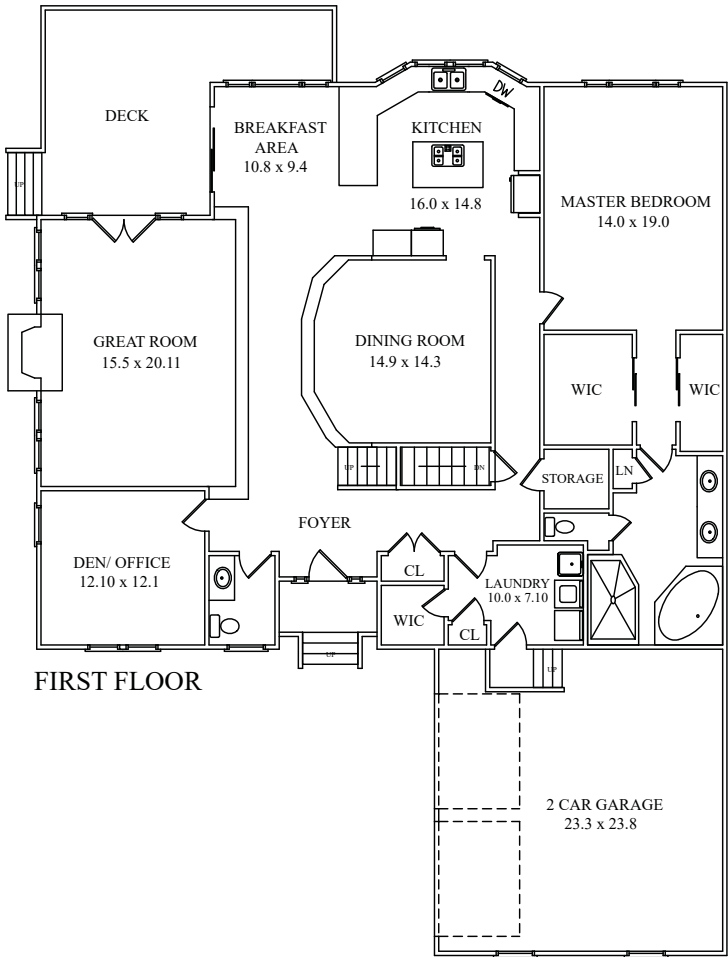 DECK
UP
BREAKFAST
AREA
10.8 x 9.4
KITCHEN
DW
16.0 x 14.8
MASTER BEDROOM
14.0 x 19.0
GREAT ROOM
15.5 x 20.11
DINING ROOM
14.9 x 14.3
WIC
WIC
UP
DN
STORAGE
LN
FOYER
DEN/ OFFICE
12.10 x 12.1
CL
LAUNDRY
10.0 x 7.10
WIC
CL
UP
UP
FIRST FLOOR
2 CAR GARAGE
23.3 x 23.8